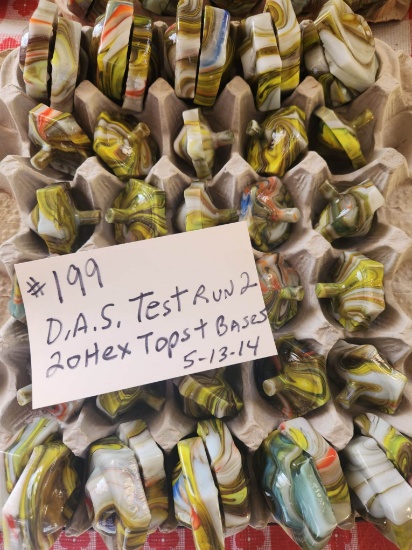 #199
D.A.S. Test Run 2
20 Hex Tops + Bases
5-13-14